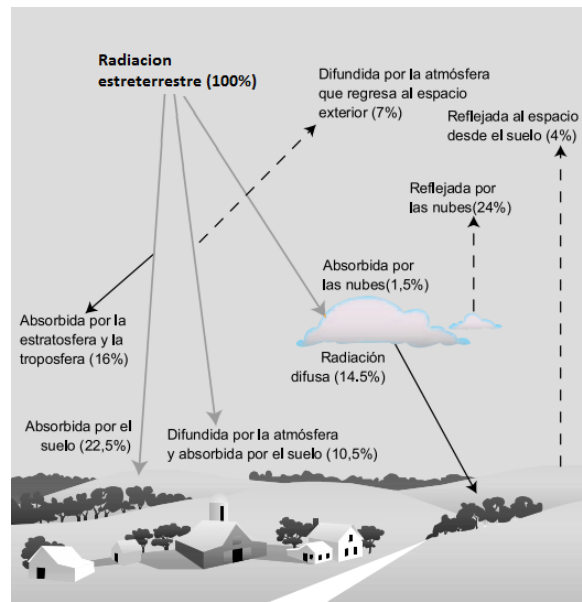 Radiacion
estreterrestre (100%)
Difundida por la atmósfera
que regresa al espacio
exterior (7%)
Reflejada al espacio
desde el suelo (4%)
Reflejada por
las nubes(24%)
Absorbida por
las nubes(1,5%)
Absorbida por la
estratosfera y la
troposfera (16%)
Radiación
difusa (14.5%)
Absorbida por el
suelo (22,5%)
Difundida por la atmósfera
y absorbida por el suelo (10,5%)